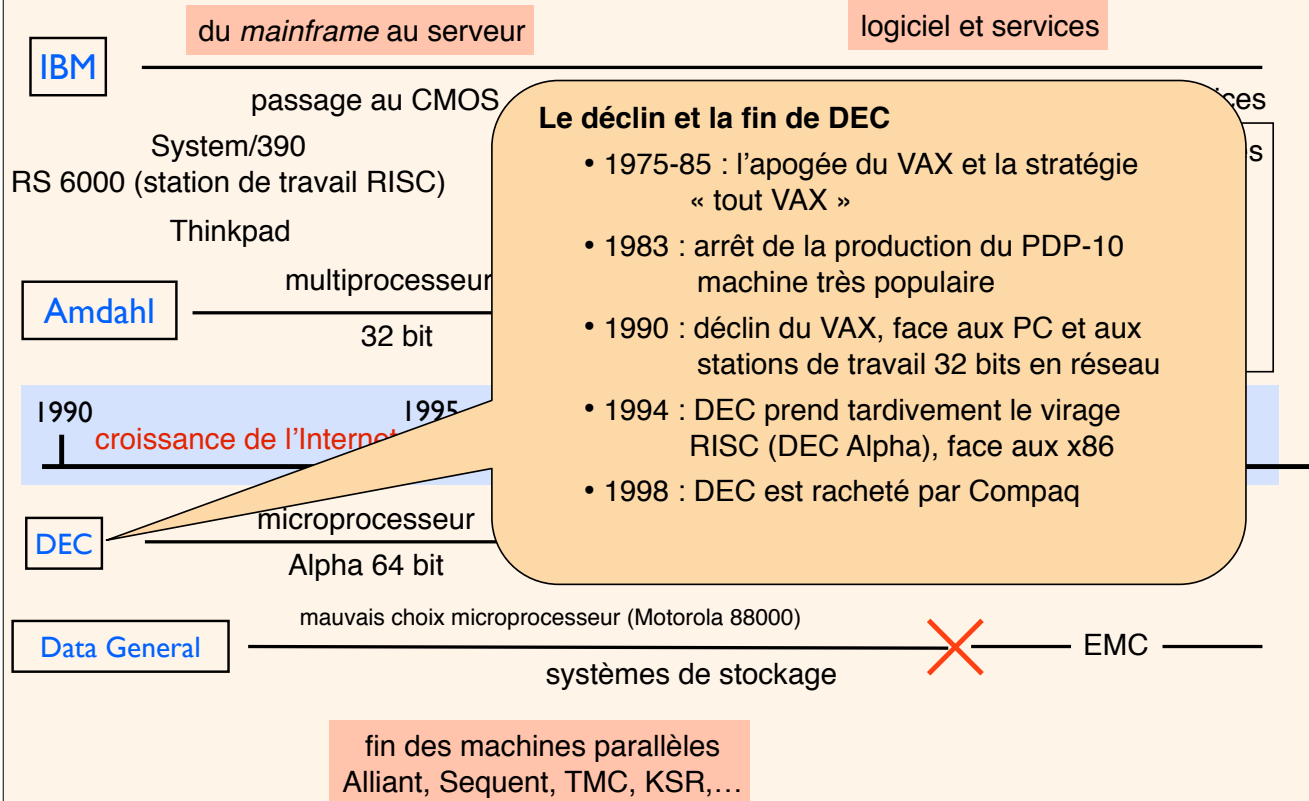 du mainframe au serveur
logiciel et services
IBM
passage au CMOS
System/390
RS 6000 (station de travail RISC)
Thinkpad
Amdahl
multiprocesseur
32 bit
1990
1995
croissance de l'Internet
Le déclin et la fin de DEC
• 1975-85 : l'apogée du VAX et la stratégie
« tout VAX »
• 1983 : arrêt de la production du PDP-10
machine très populaire
• 1990 : déclin du VAX, face aux PC et aux
stations de travail 32 bits en réseau
• 1994 : DEC prend tardivement le virage
RISC (DEC Alpha), face aux x86
• 1998 : DEC est racheté par Compaq
DEC
microprocesseur
Alpha 64 bit
Data General
mauvais choix microprocesseur (Motorola 88000)
systèmes de stockage
EMC
fin des machines parallèles
Alliant, Sequent, TMC, KSR,…